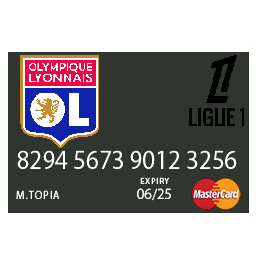 OLYMPIQUE
LYONNAIS
OL
LIGUE 1
8294 5673 9012 3256
EXPIRY
M.TOPIA 06/25
MasterCard